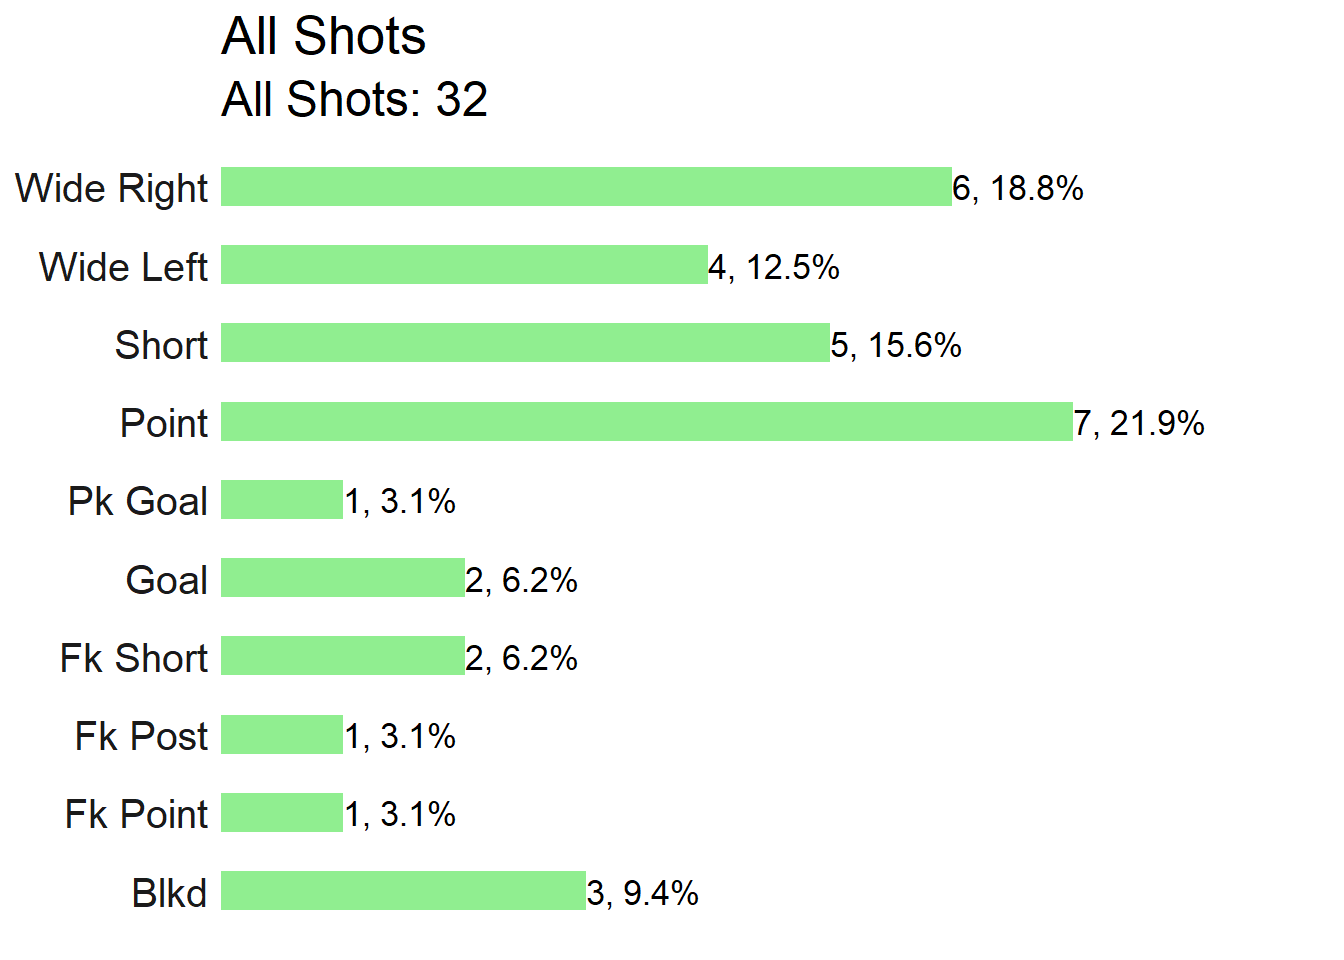 All Shots
All Shots: 32
Wide Right 6, 18.8%
Wide Left 4, 12.5%
Short 5, 15.6%
Point 7, 21.9%
Pk Goal 1, 3.1%
Goal 2, 6.2%
Fk Short 2, 6.2%
Fk Post 1, 3.1%
Fk Point 1, 3.1%
Blkd 3, 9.4%